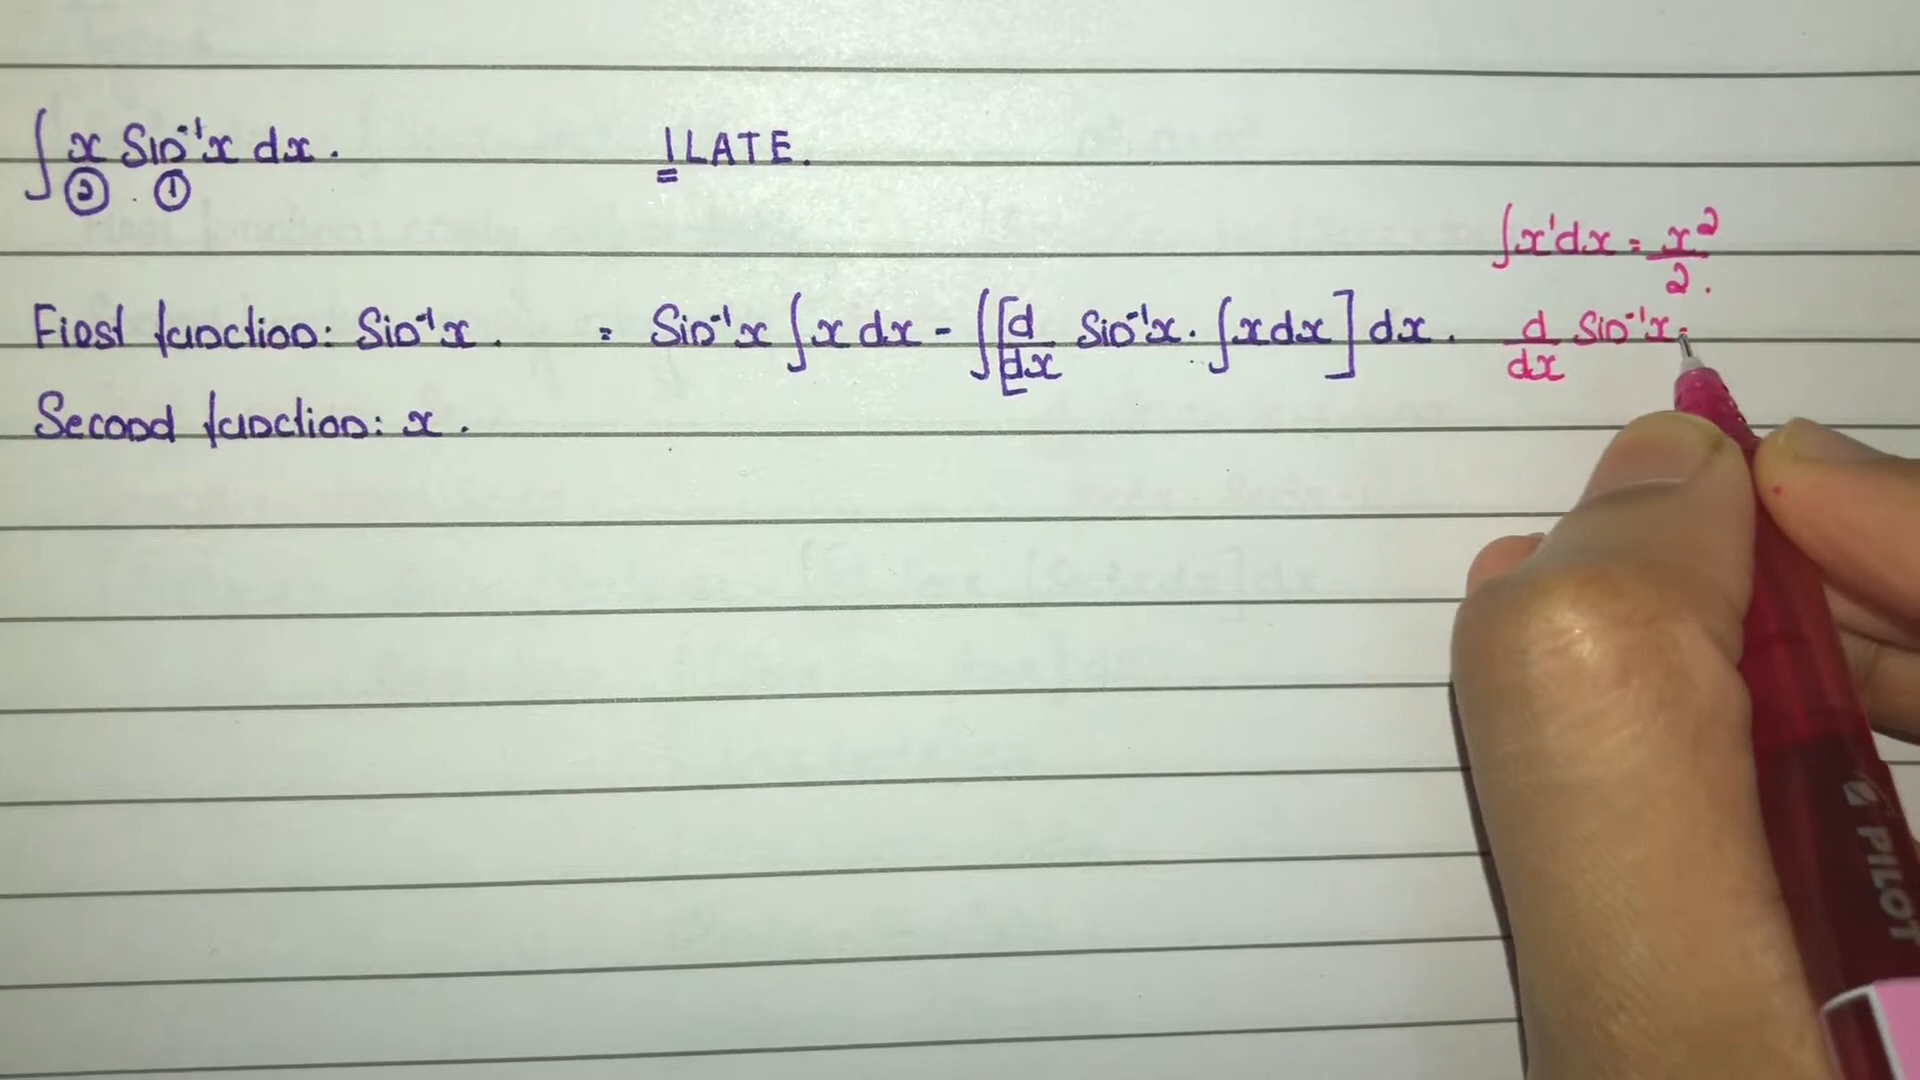 ∫ x Sin⁻¹x dx .
② . ①
ILATE.
∫x¹dx = x²/2 .
First function: Sin⁻¹x .
= Sin⁻¹x ∫x dx - ∫[d/dx Sin⁻¹x . ∫xdx] dx .
d/dx Sin⁻¹x =
Second function: x .
PILOT